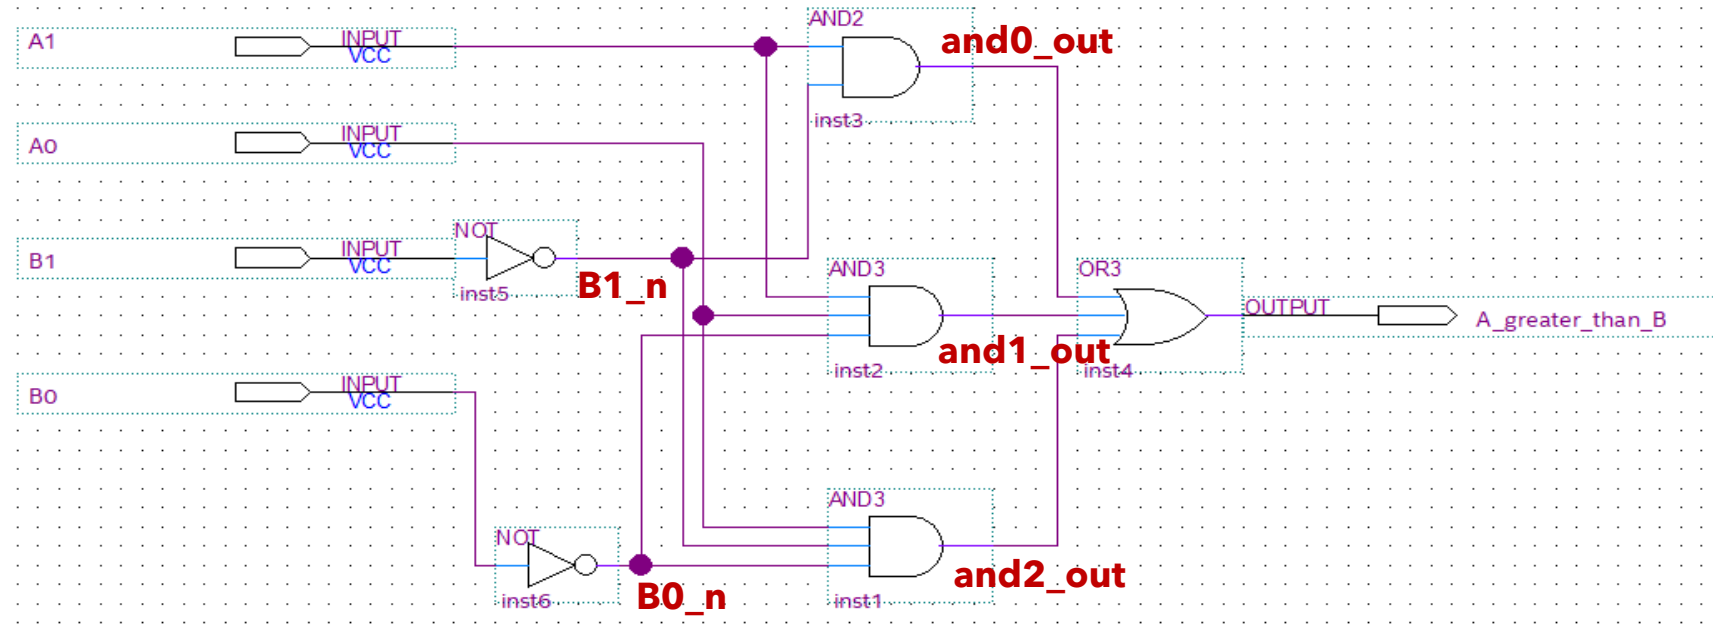 AND2
A1
INPUT
VCC
and0_out
inst3
A0
INPUT
VCC
NOT
B1
INPUT
VCC
inst5
B1_n
AND3
OR3
OUTPUT
A_greater_than_B
and1_out
inst2
inst4
B0
INPUT
VCC
AND3
NOT
and2_out
inst6
B0_n
inst1